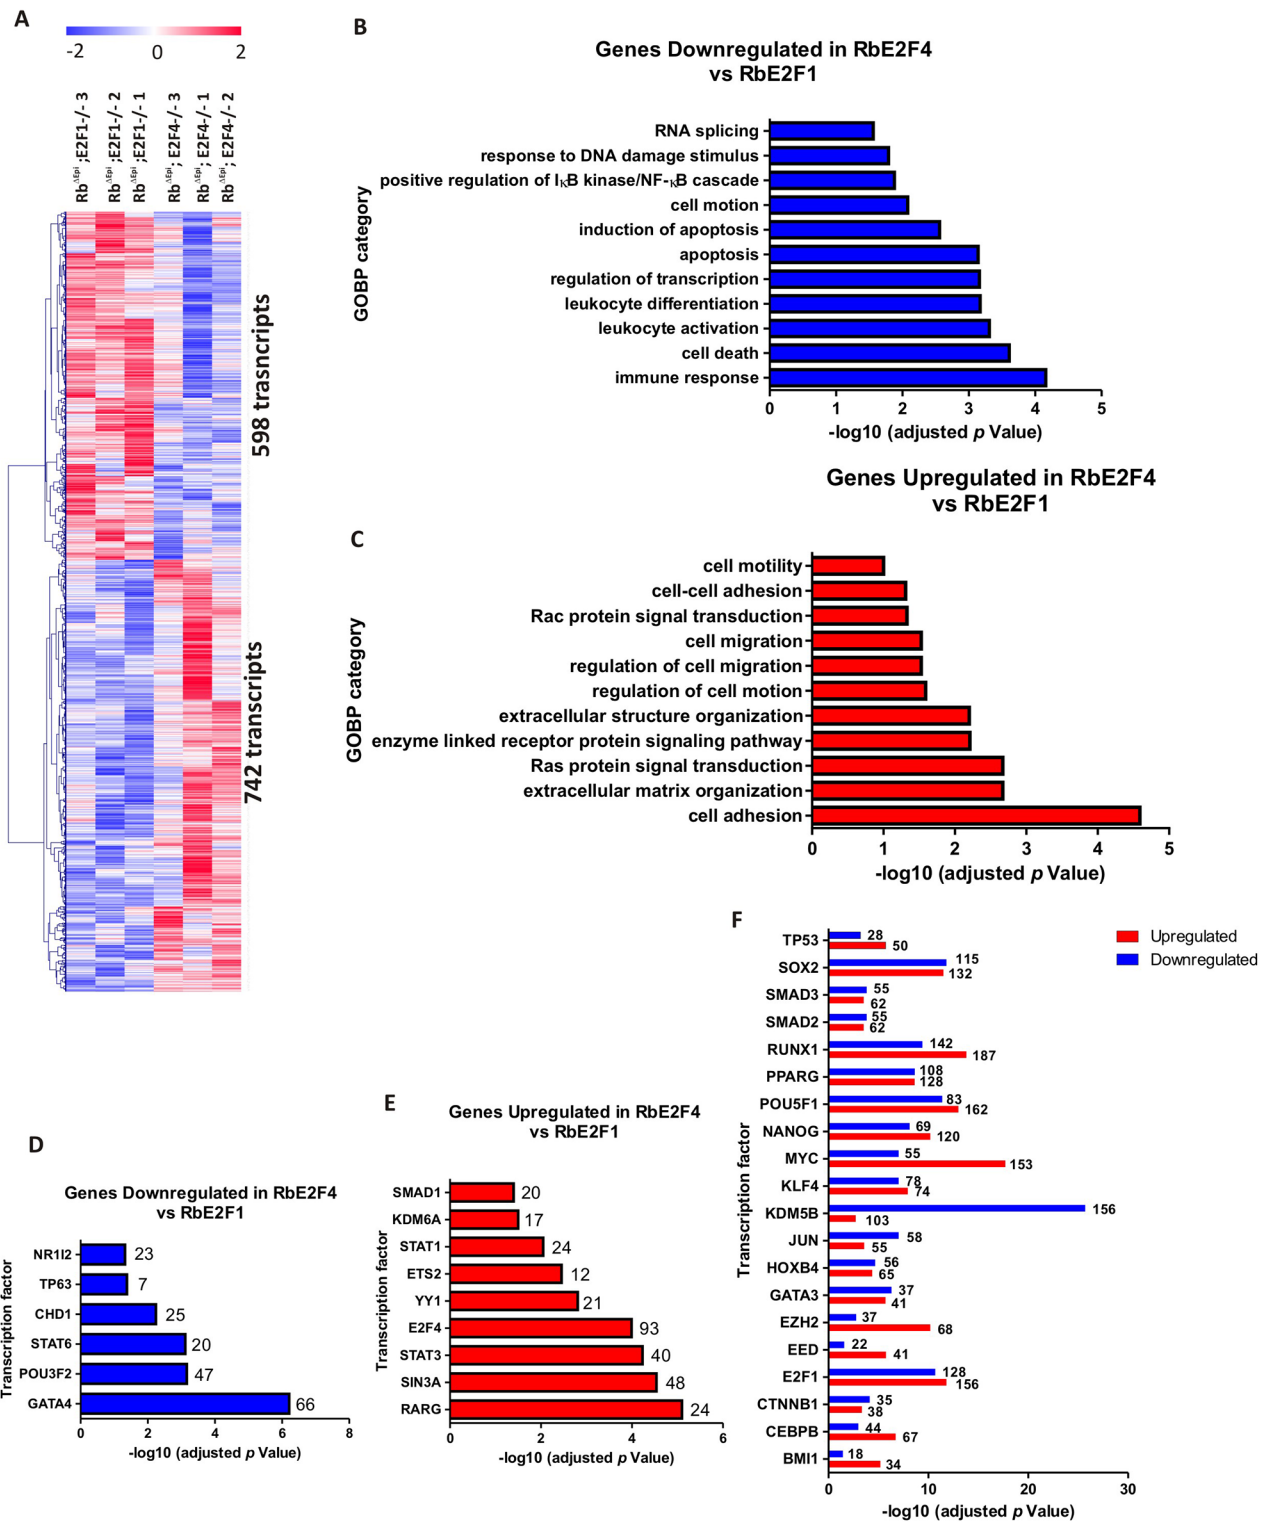 A
-2 0 2
Rb ΔEpi ;E2F1-/- 3
Rb ΔEpi ;E2F1-/- 2
Rb ΔEpi ;E2F1-/- 1
Rb ΔEpi ; E2F4-/- 3
Rb ΔEpi ; E2F4-/- 1
Rb ΔEpi ; E2F4-/- 2
598 trasncripts
742 transcripts
B
Genes Downregulated in RbE2F4
vs RbE2F1
GOBP category
RNA splicing
response to DNA damage stimulus
positive regulation of IκB kinase/NF-κB cascade
cell motion
induction of apoptosis
apoptosis
regulation of transcription
leukocyte differentiation
leukocyte activation
cell death
immune response
0 1 2 3 4 5
-log10 (adjusted p Value)
C
Genes Upregulated in RbE2F4
vs RbE2F1
GOBP category
cell motility
cell-cell adhesion
Rac protein signal transduction
cell migration
regulation of cell migration
regulation of cell motion
extracellular structure organization
enzyme linked receptor protein signaling pathway
Ras protein signal transduction
extracellular matrix organization
cell adhesion
0 1 2 3 4 5
-log10 (adjusted p Value)
D
Genes Downregulated in RbE2F4
vs RbE2F1
Transcription factor
NR1I2 23
TP63 7
CHD1 25
STAT6 20
POU3F2 47
GATA4 66
0 2 4 6 8
-log10 (adjusted p Value)
E
Genes Upregulated in RbE2F4
vs RbE2F1
Transcription factor
SMAD1 20
KDM6A 17
STAT1 24
ETS2 12
YY1 21
E2F4 93
STAT3 40
SIN3A 48
RARG 24
0 2 4 6
-log10 (adjusted p Value)
F
Upregulated
Downregulated
Transcription factor
TP53 28
50
SOX2 115
132
SMAD3 55
62
SMAD2 55
62
RUNX1 142
187
PPARG 108
128
POU5F1 83
162
NANOG 69
120
MYC 55
153
KLF4 78
74
KDM5B 156
103
JUN 58
55
HOXB4 56
65
GATA3 37
41
EZH2 37
68
EED 22
41
E2F1 128
156
CTNNB1 35
38
CEBPB 44
67
BMI1 18
34
0 10 20 30
-log10 (adjusted p Value)